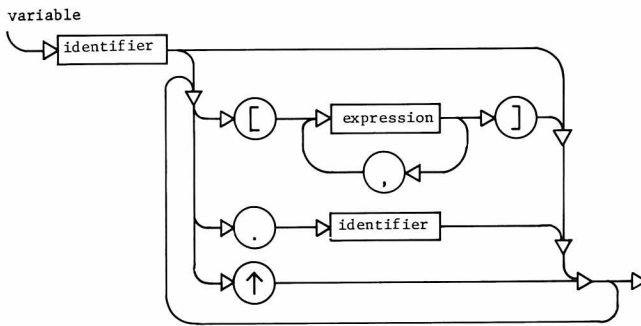 variable
identifier
[ expression ]
,
. identifier
↑